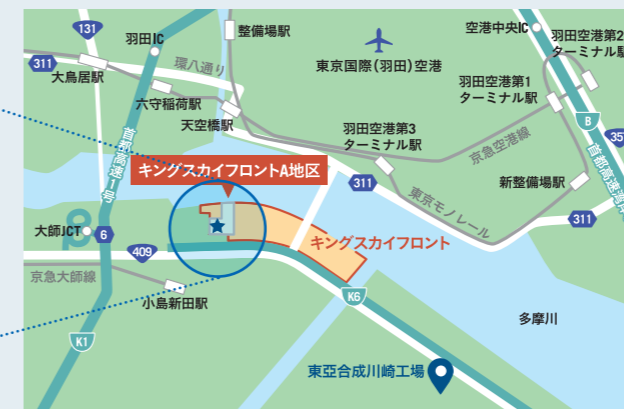 131
羽田IC
整備場駅
空港中央IC
羽田空港第2
ターミナル駅
311
大鳥居駅
環八通り
東京国際(羽田)空港
羽田空港第1
ターミナル駅
六守稲荷駅
天空橋駅
B
羽田空港第3
ターミナル駅
京急空港線
357
首都高速1号
キングスカイフロントA地区
311
東京モノレール
新整備場駅
首都高速湾岸
311
大師JCT
6
409
キングスカイフロント
京急大師線
小島新田駅
K6
多摩川
K1
東亞合成川崎工場